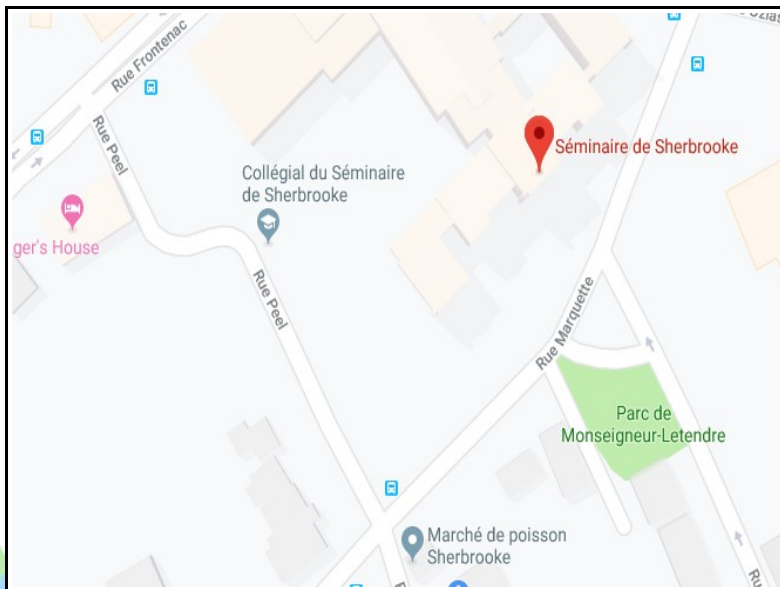 Rue Frontenac
Rue Peel
Séminaire de Sherbrooke
Collégial du Séminaire
de Sherbrooke
ger's House
Rue Peel
Rue Marquette
Parc de
Monseigneur-Letendre
Marché de poisson
Sherbrooke